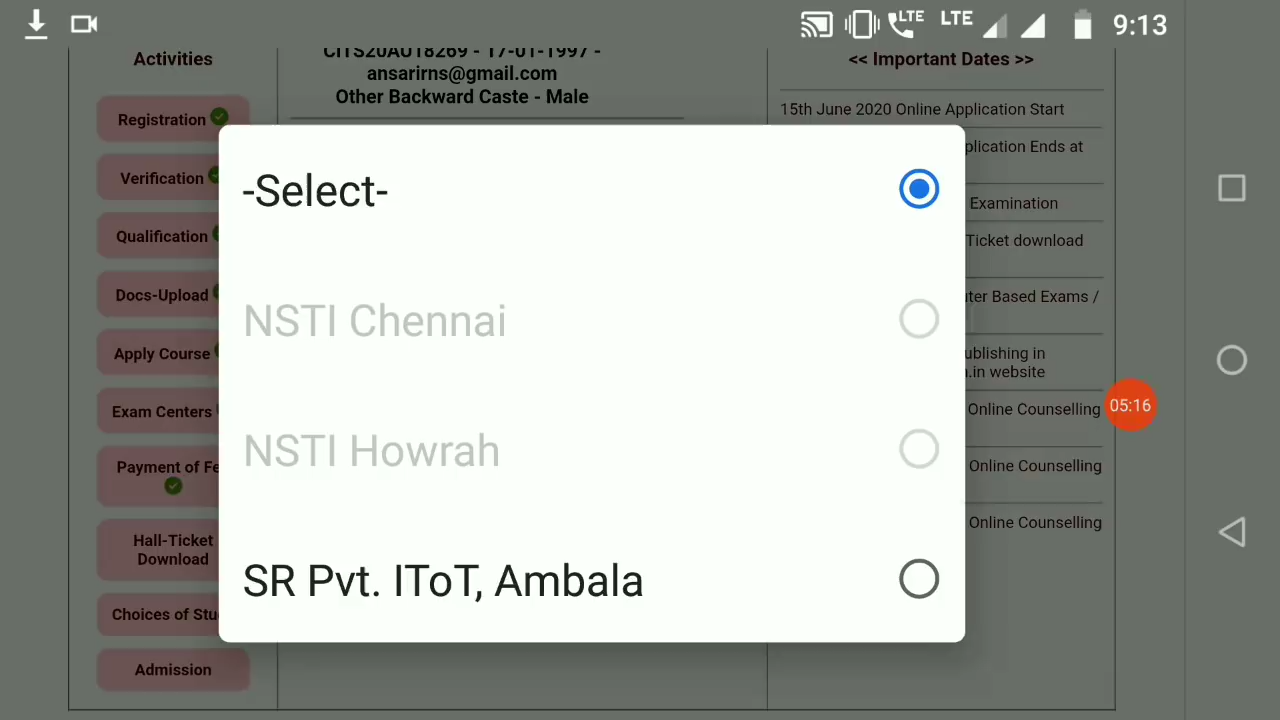 LTE LTE 9:13
Activities
Registration
Verification
Qualification
Docs-Upload
Apply Course
Exam Centers
Payment of Fe
Hall-Ticket
Download
Choices of Stu
Admission
CITS20A018269 - 17-01-1997 -
ansarirns@gmail.com
Other Backward Caste - Male
-Select-
NSTI Chennai
NSTI Howrah
SR Pvt. IToT, Ambala
<< Important Dates >>
15th June 2020 Online Application Start
plication Ends at
Examination
Ticket download
uter Based Exams /
ublishing in
.in website
Online Counselling
Online Counselling
Online Counselling
05:16